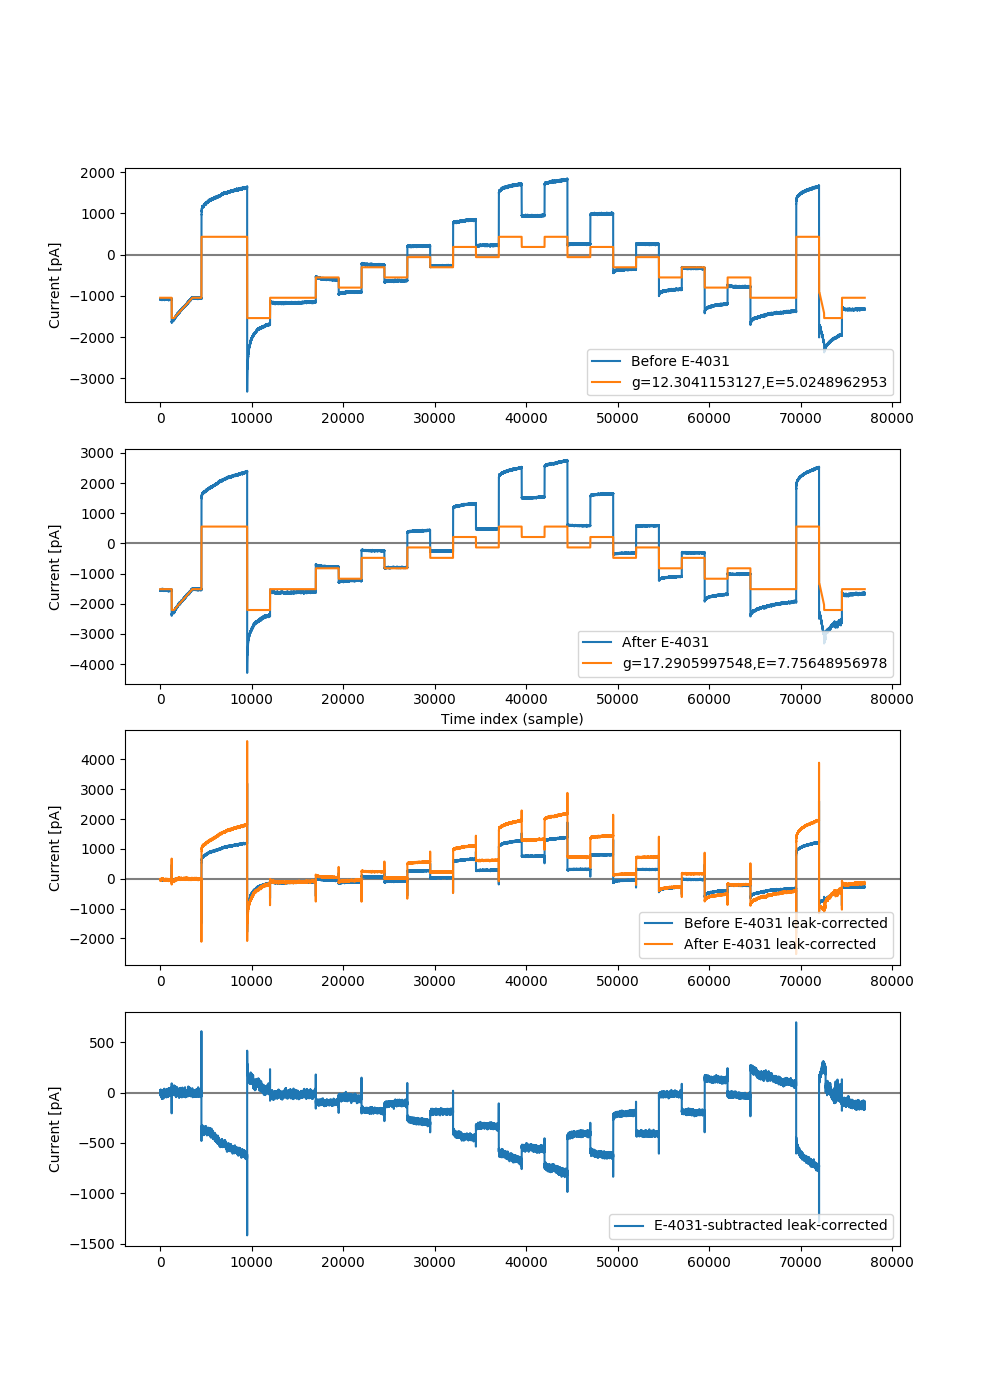 2000
1000
0
−1000
−2000
−3000
Current [pA]
Before E-4031
g=12.3041153127,E=5.0248962953
0 10000 20000 30000 40000 50000 60000 70000 80000
3000
2000
1000
0
−1000
−2000
−3000
−4000
Current [pA]
After E-4031
g=17.2905997548,E=7.75648956978
0 10000 20000 30000 40000 50000 60000 70000 80000
Time index (sample)
4000
3000
2000
1000
0
−1000
−2000
Current [pA]
Before E-4031 leak-corrected
After E-4031 leak-corrected
0 10000 20000 30000 40000 50000 60000 70000 80000
500
0
−500
−1000
−1500
Current [pA]
E-4031-subtracted leak-corrected
0 10000 20000 30000 40000 50000 60000 70000 80000